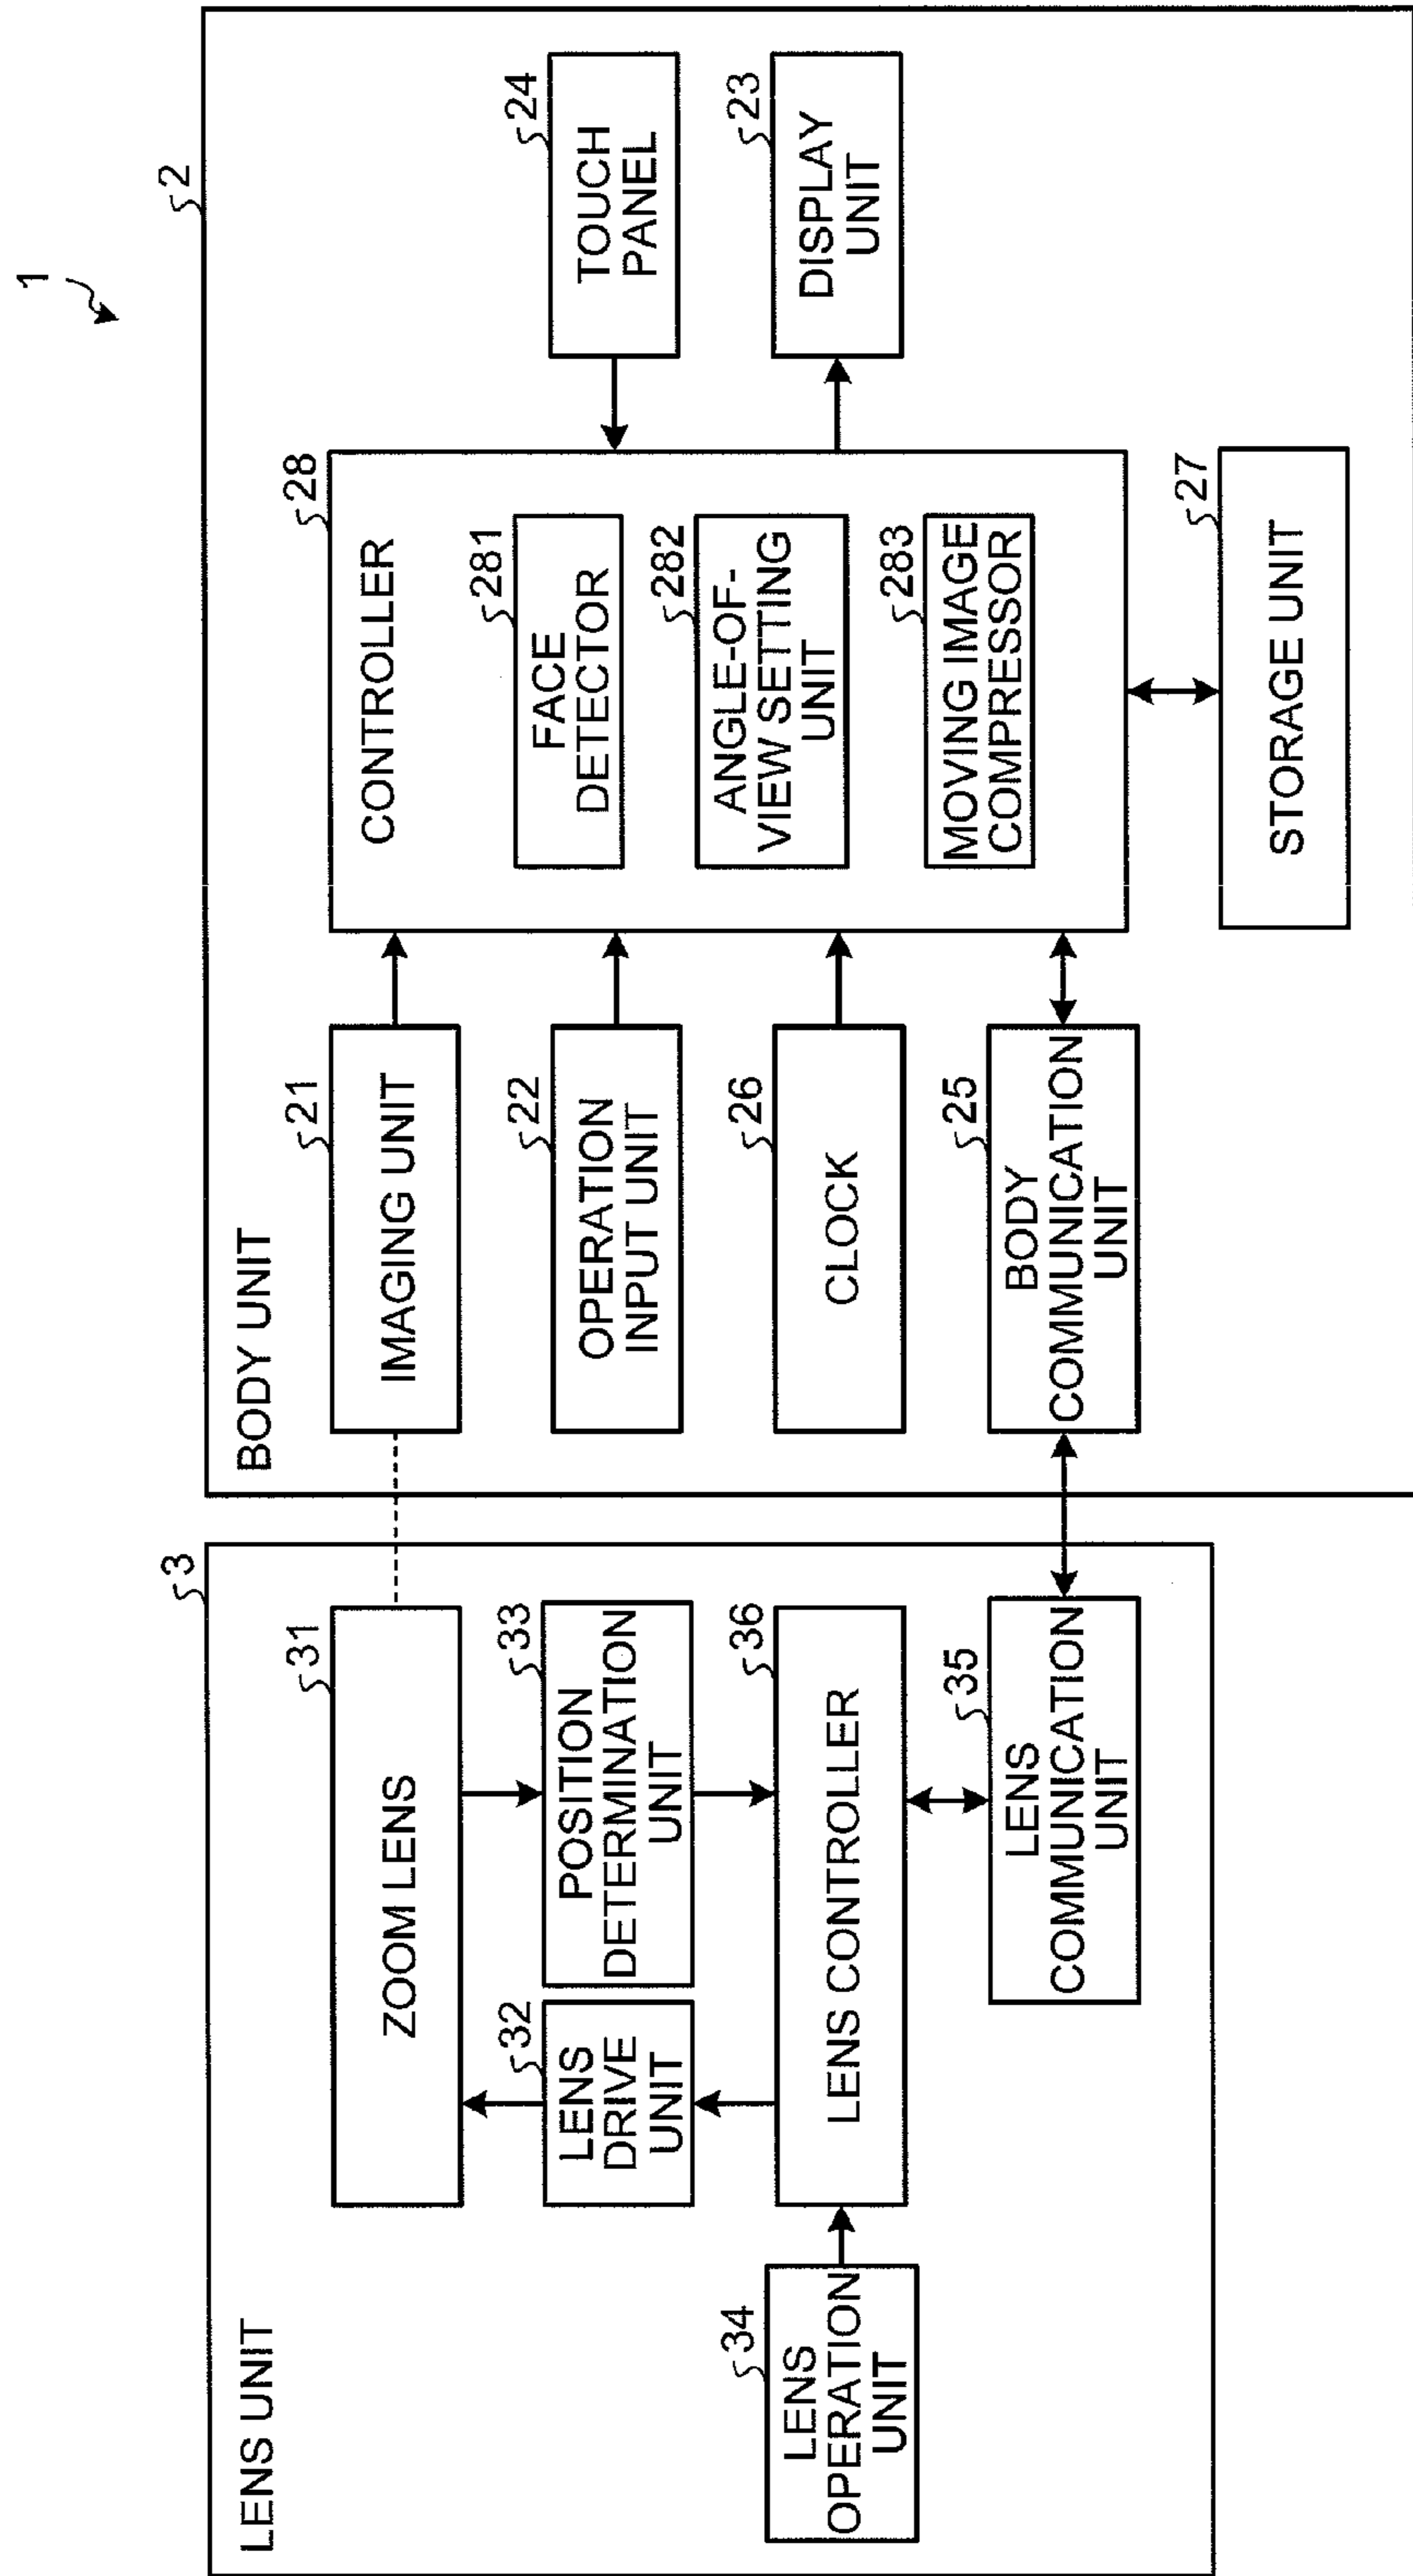 1
LENS UNIT
3
ZOOM LENS
31
LENS
DRIVE
UNIT
32
POSITION
DETERMINATION
UNIT
33
LENS
OPERATION
UNIT
34
LENS CONTROLLER
36
LENS
COMMUNICATION
UNIT
35
BODY UNIT
2
IMAGING UNIT
21
OPERATION
INPUT UNIT
22
CLOCK
26
BODY
COMMUNICATION
UNIT
25
CONTROLLER
28
FACE
DETECTOR
281
ANGLE-OF-
VIEW SETTING
UNIT
282
MOVING IMAGE
COMPRESSOR
283
TOUCH
PANEL
24
DISPLAY
UNIT
23
STORAGE UNIT
27